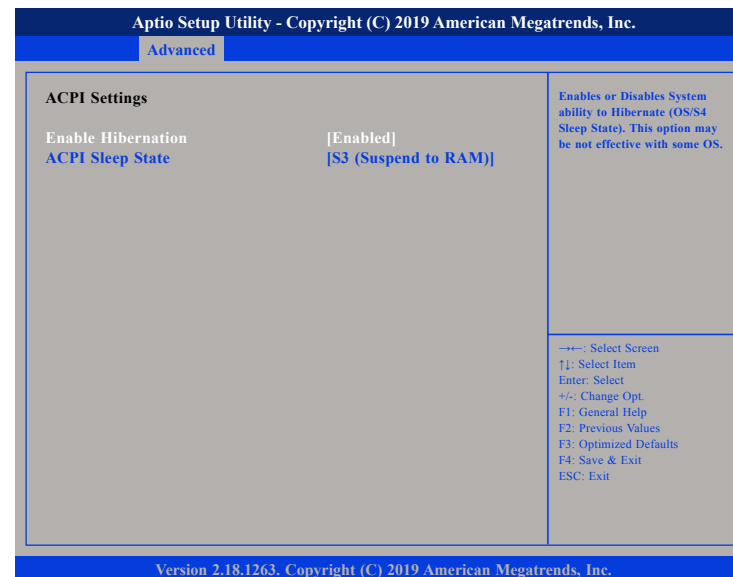 Aptio Setup Utility - Copyright (C) 2019 American Megatrends, Inc.
Advanced
ACPI Settings
Enable Hibernation [Enabled]
ACPI Sleep State [S3 (Suspend to RAM)]
Enables or Disables System
ability to Hibernate (OS/S4
Sleep State). This option may
be not effective with some OS.
→←: Select Screen
↑↓: Select Item
Enter: Select
+/-: Change Opt.
F1: General Help
F2: Previous Values
F3: Optimized Defaults
F4: Save & Exit
ESC: Exit
Version 2.18.1263. Copyright (C) 2019 American Megatrends, Inc.